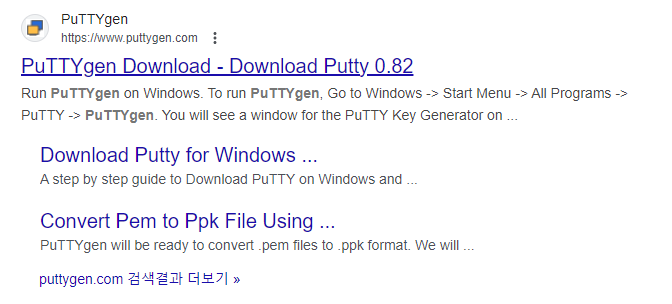 PuTTYgen
https://www.puttygen.com
PuTTYgen Download - Download Putty 0.82
Run PuTTYgen on Windows. To run PuTTYgen, Go to Windows -> Start Menu -> All Programs ->
PuTTY -> PuTTYgen. You will see a window for the PuTTY Key Generator on ...
Download Putty for Windows ...
A step by step guide to Download PuTTY on Windows and ...
Convert Pem to Ppk File Using ...
PuTTYgen will be ready to convert .pem files to .ppk format. We will ...
puttygen.com 검색결과 더보기 »